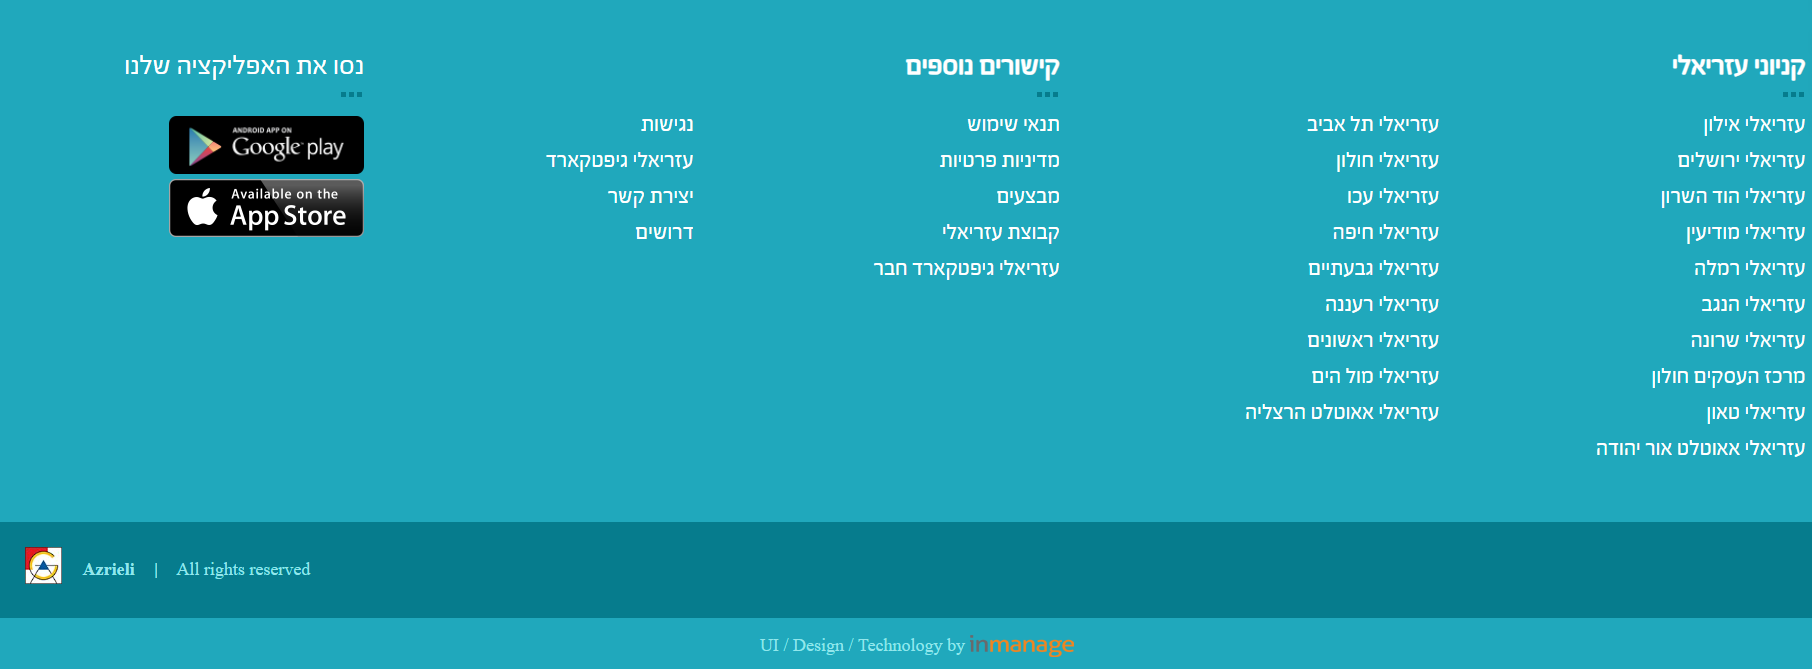 קניוני עזריאלי
עזריאלי אילון
עזריאלי ירושלים
עזריאלי הוד השרון
עזריאלי מודיעין
עזריאלי רמלה
עזריאלי הנגב
עזריאלי שרונה
מרכז העסקים חולון
עזריאלי טאון
עזריאלי אאוטלט אור יהודה
עזריאלי תל אביב
עזריאלי חולון
עזריאלי עכו
עזריאלי חיפה
עזריאלי גבעתיים
עזריאלי רעננה
עזריאלי ראשונים
עזריאלי מול הים
עזריאלי אאוטלט הרצליה
קישורים נוספים
תנאי שימוש
מדיניות פרטיות
מבצעים
קבוצת עזריאלי
עזריאלי גיפטקארד חבר
נגישות
עזריאלי גיפטקארד
יצירת קשר
דרושים
נסו את האפליקציה שלנו
ANDROID APP ON
Google play
Available on the
App Store
Azrieli | All rights reserved
UI / Design / Technology by inmanage